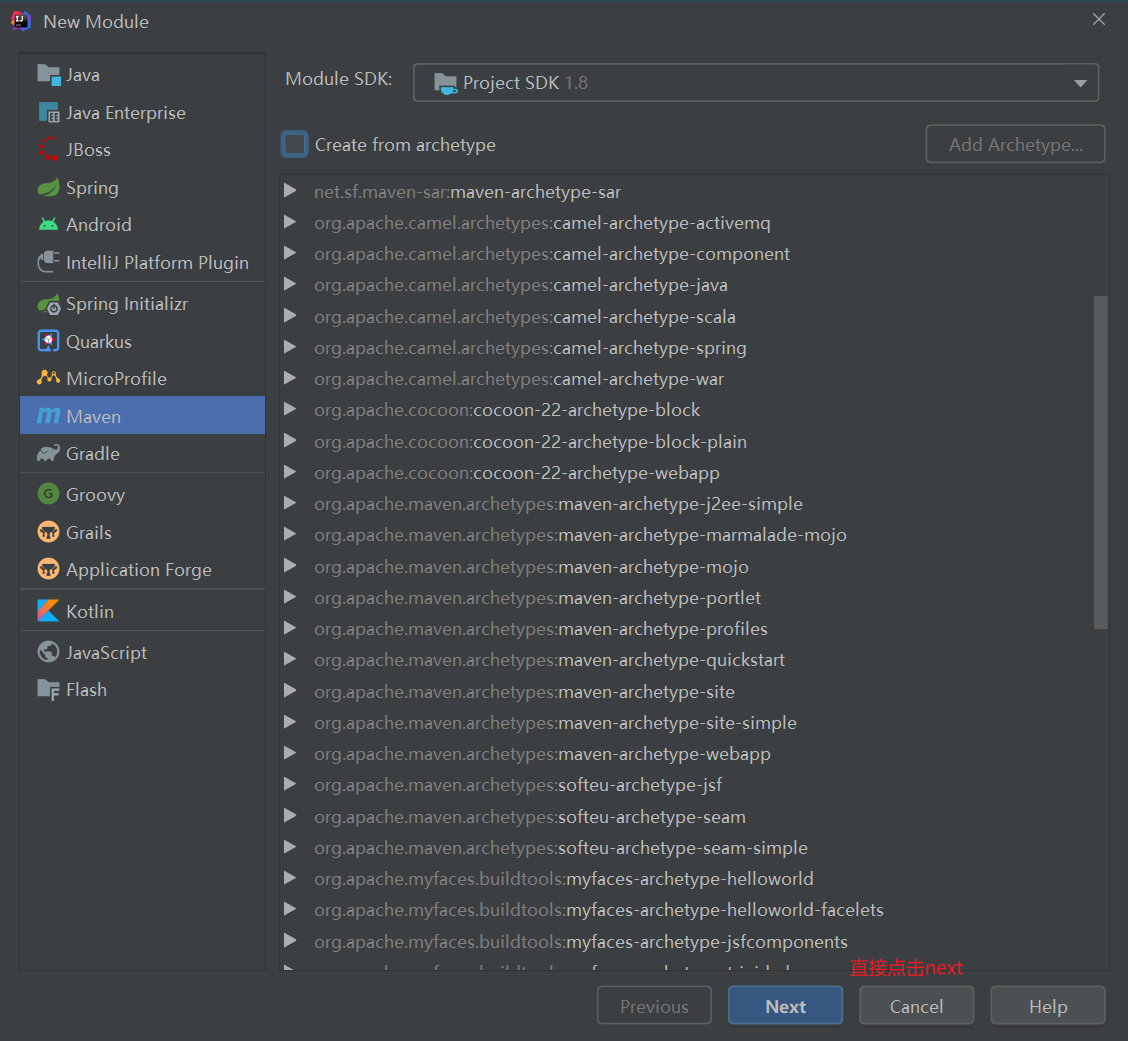 New Module
Java
Java Enterprise
JBoss
Spring
Android
IntelliJ Platform Plugin
Spring Initializr
Quarkus
MicroProfile
Maven
Gradle
Groovy
Grails
Application Forge
Kotlin
JavaScript
Flash
Module SDK: Project SDK 1.8
Create from archetype Add Archetype...
net.sf.maven-sar:maven-archetype-sar
org.apache.camel.archetypes:camel-archetype-activemq
org.apache.camel.archetypes:camel-archetype-component
org.apache.camel.archetypes:camel-archetype-java
org.apache.camel.archetypes:camel-archetype-scala
org.apache.camel.archetypes:camel-archetype-spring
org.apache.camel.archetypes:camel-archetype-war
org.apache.cocoon:cocoon-22-archetype-block
org.apache.cocoon:cocoon-22-archetype-block-plain
org.apache.cocoon:cocoon-22-archetype-webapp
org.apache.maven.archetypes:maven-archetype-j2ee-simple
org.apache.maven.archetypes:maven-archetype-marmalade-mojo
org.apache.maven.archetypes:maven-archetype-mojo
org.apache.maven.archetypes:maven-archetype-portlet
org.apache.maven.archetypes:maven-archetype-profiles
org.apache.maven.archetypes:maven-archetype-quickstart
org.apache.maven.archetypes:maven-archetype-site
org.apache.maven.archetypes:maven-archetype-site-simple
org.apache.maven.archetypes:maven-archetype-webapp
org.apache.maven.archetypes:softeu-archetype-jsf
org.apache.maven.archetypes:softeu-archetype-seam
org.apache.maven.archetypes:softeu-archetype-seam-simple
org.apache.myfaces.buildtools:myfaces-archetype-helloworld
org.apache.myfaces.buildtools:myfaces-archetype-helloworld-facelets
org.apache.myfaces.buildtools:myfaces-archetype-jsfcomponents
直接点击next
Previous Next Cancel Help